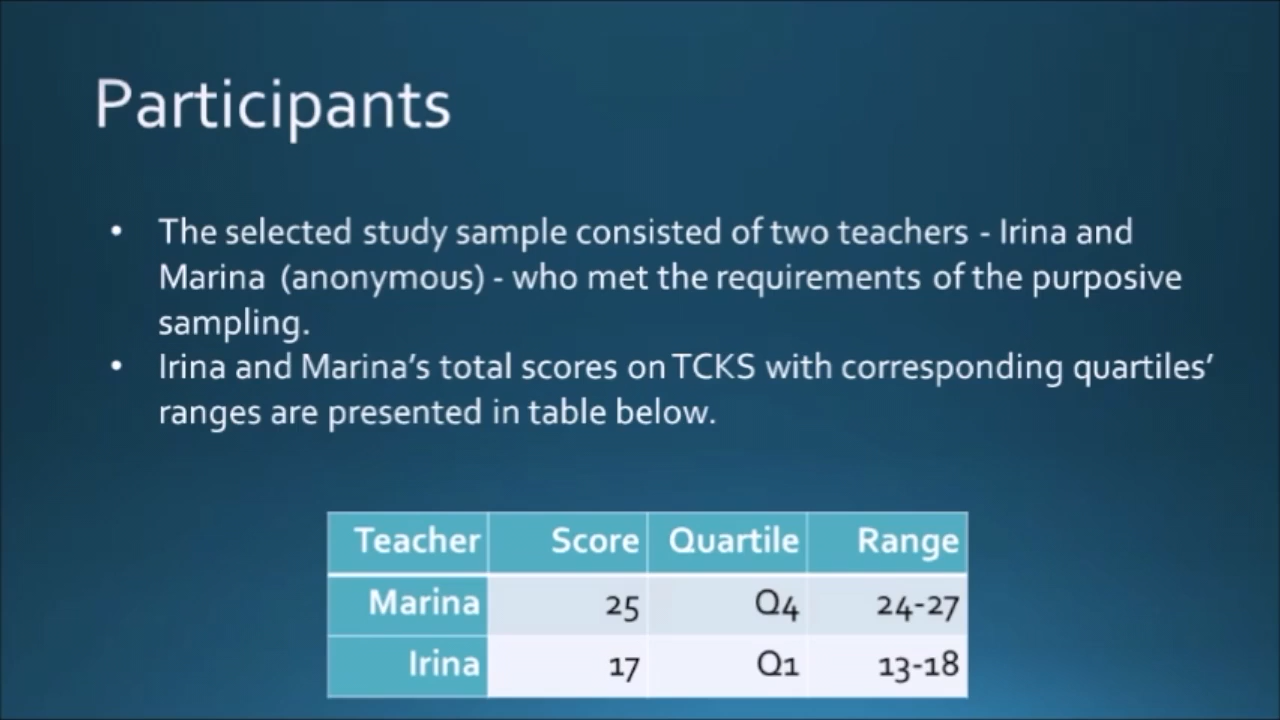 Participants
• The selected study sample consisted of two teachers - Irina and
Marina (anonymous) - who met the requirements of the purposive
sampling.
• Irina and Marina’s total scores on TCKS with corresponding quartiles’
ranges are presented in table below.
Teacher Score Quartile Range
Marina 25 Q4 24-27
Irina 17 Q1 13-18